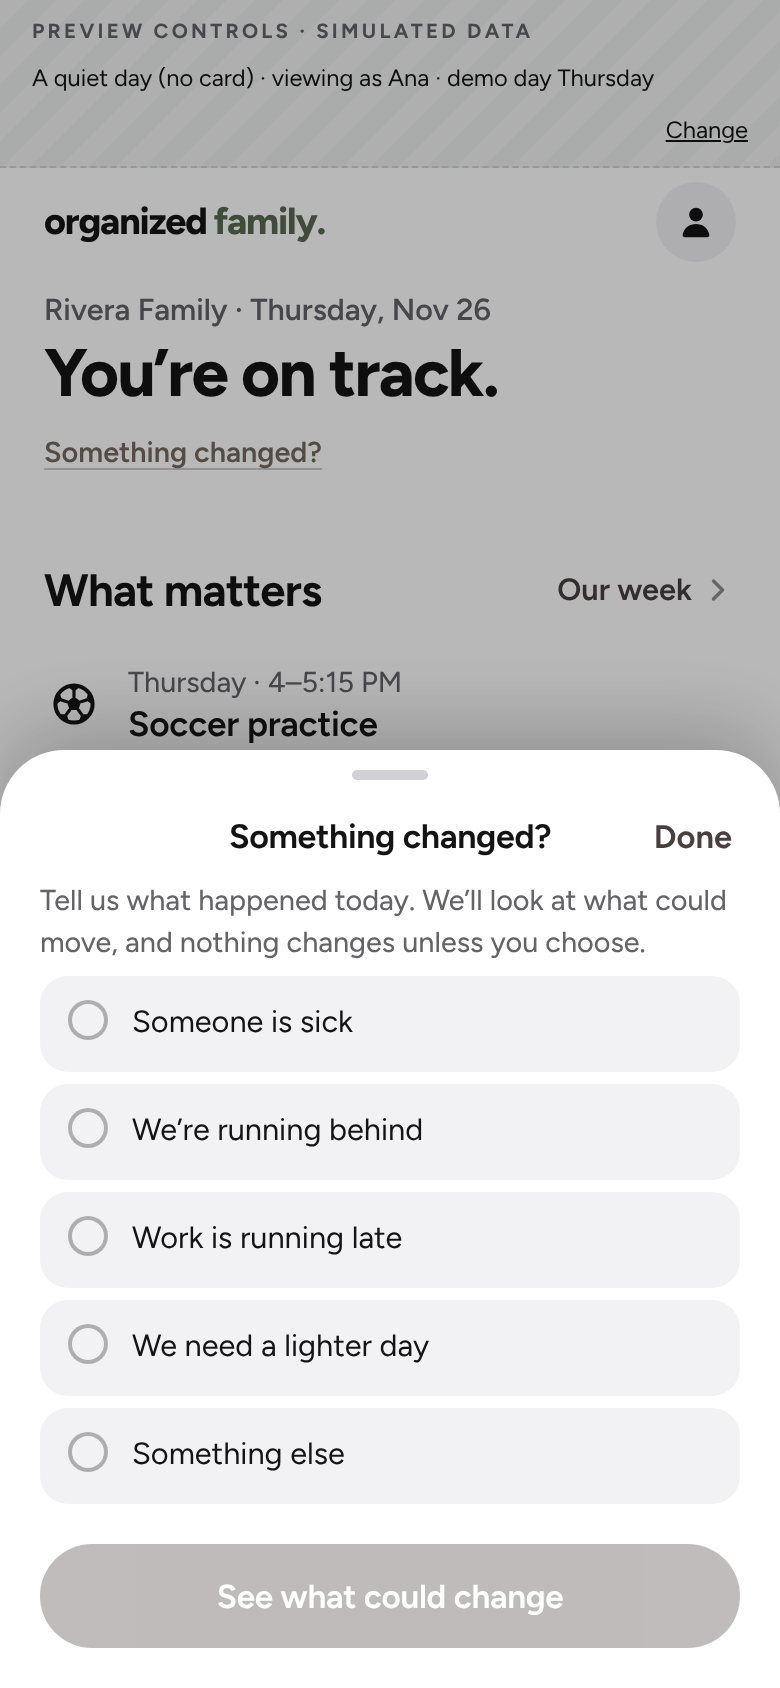 PREVIEW CONTROLS · SIMULATED DATA
A quiet day (no card) · viewing as Ana · demo day Thursday
Change
organized family.
Rivera Family · Thursday, Nov 26
You’re on track.
Something changed?
What matters
Our week
Thursday · 4–5:15 PM
Soccer practice
Something changed?
Done
Tell us what happened today. We’ll look at what could
move, and nothing changes unless you choose.
Someone is sick
We’re running behind
Work is running late
We need a lighter day
Something else
See what could change